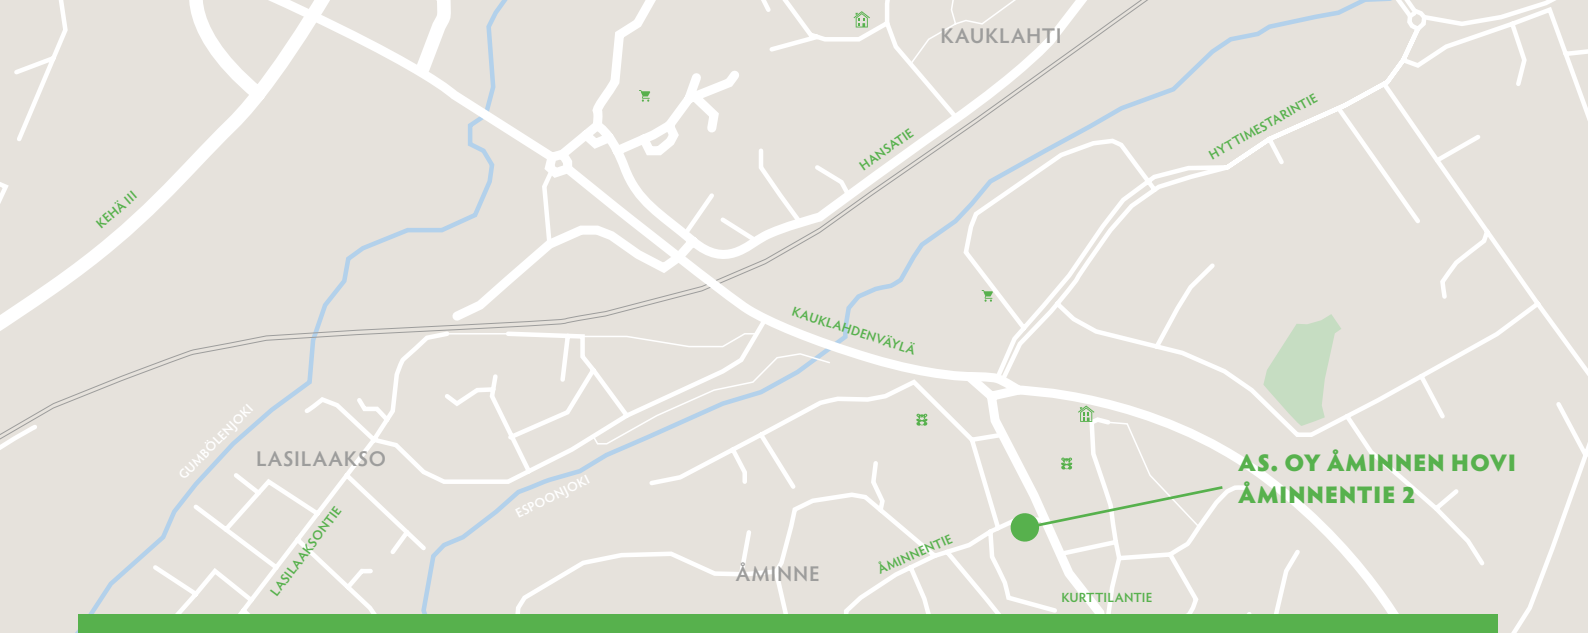 KAUKLAHTI
HYTTIMESTARINTIE
HANSATIE
KEHÄ III
KAUKLAHDENVÄYLÄ
GUMBÖLENJOKI
LASILAAKSO
AS. OY ÅMINNEN HOVI
ÅMINNENTIE 2
ESPOONJOKI
LASILAAKSONTIE
ÅMINNENTIE
ÅMINNE
KURTTILANTIE